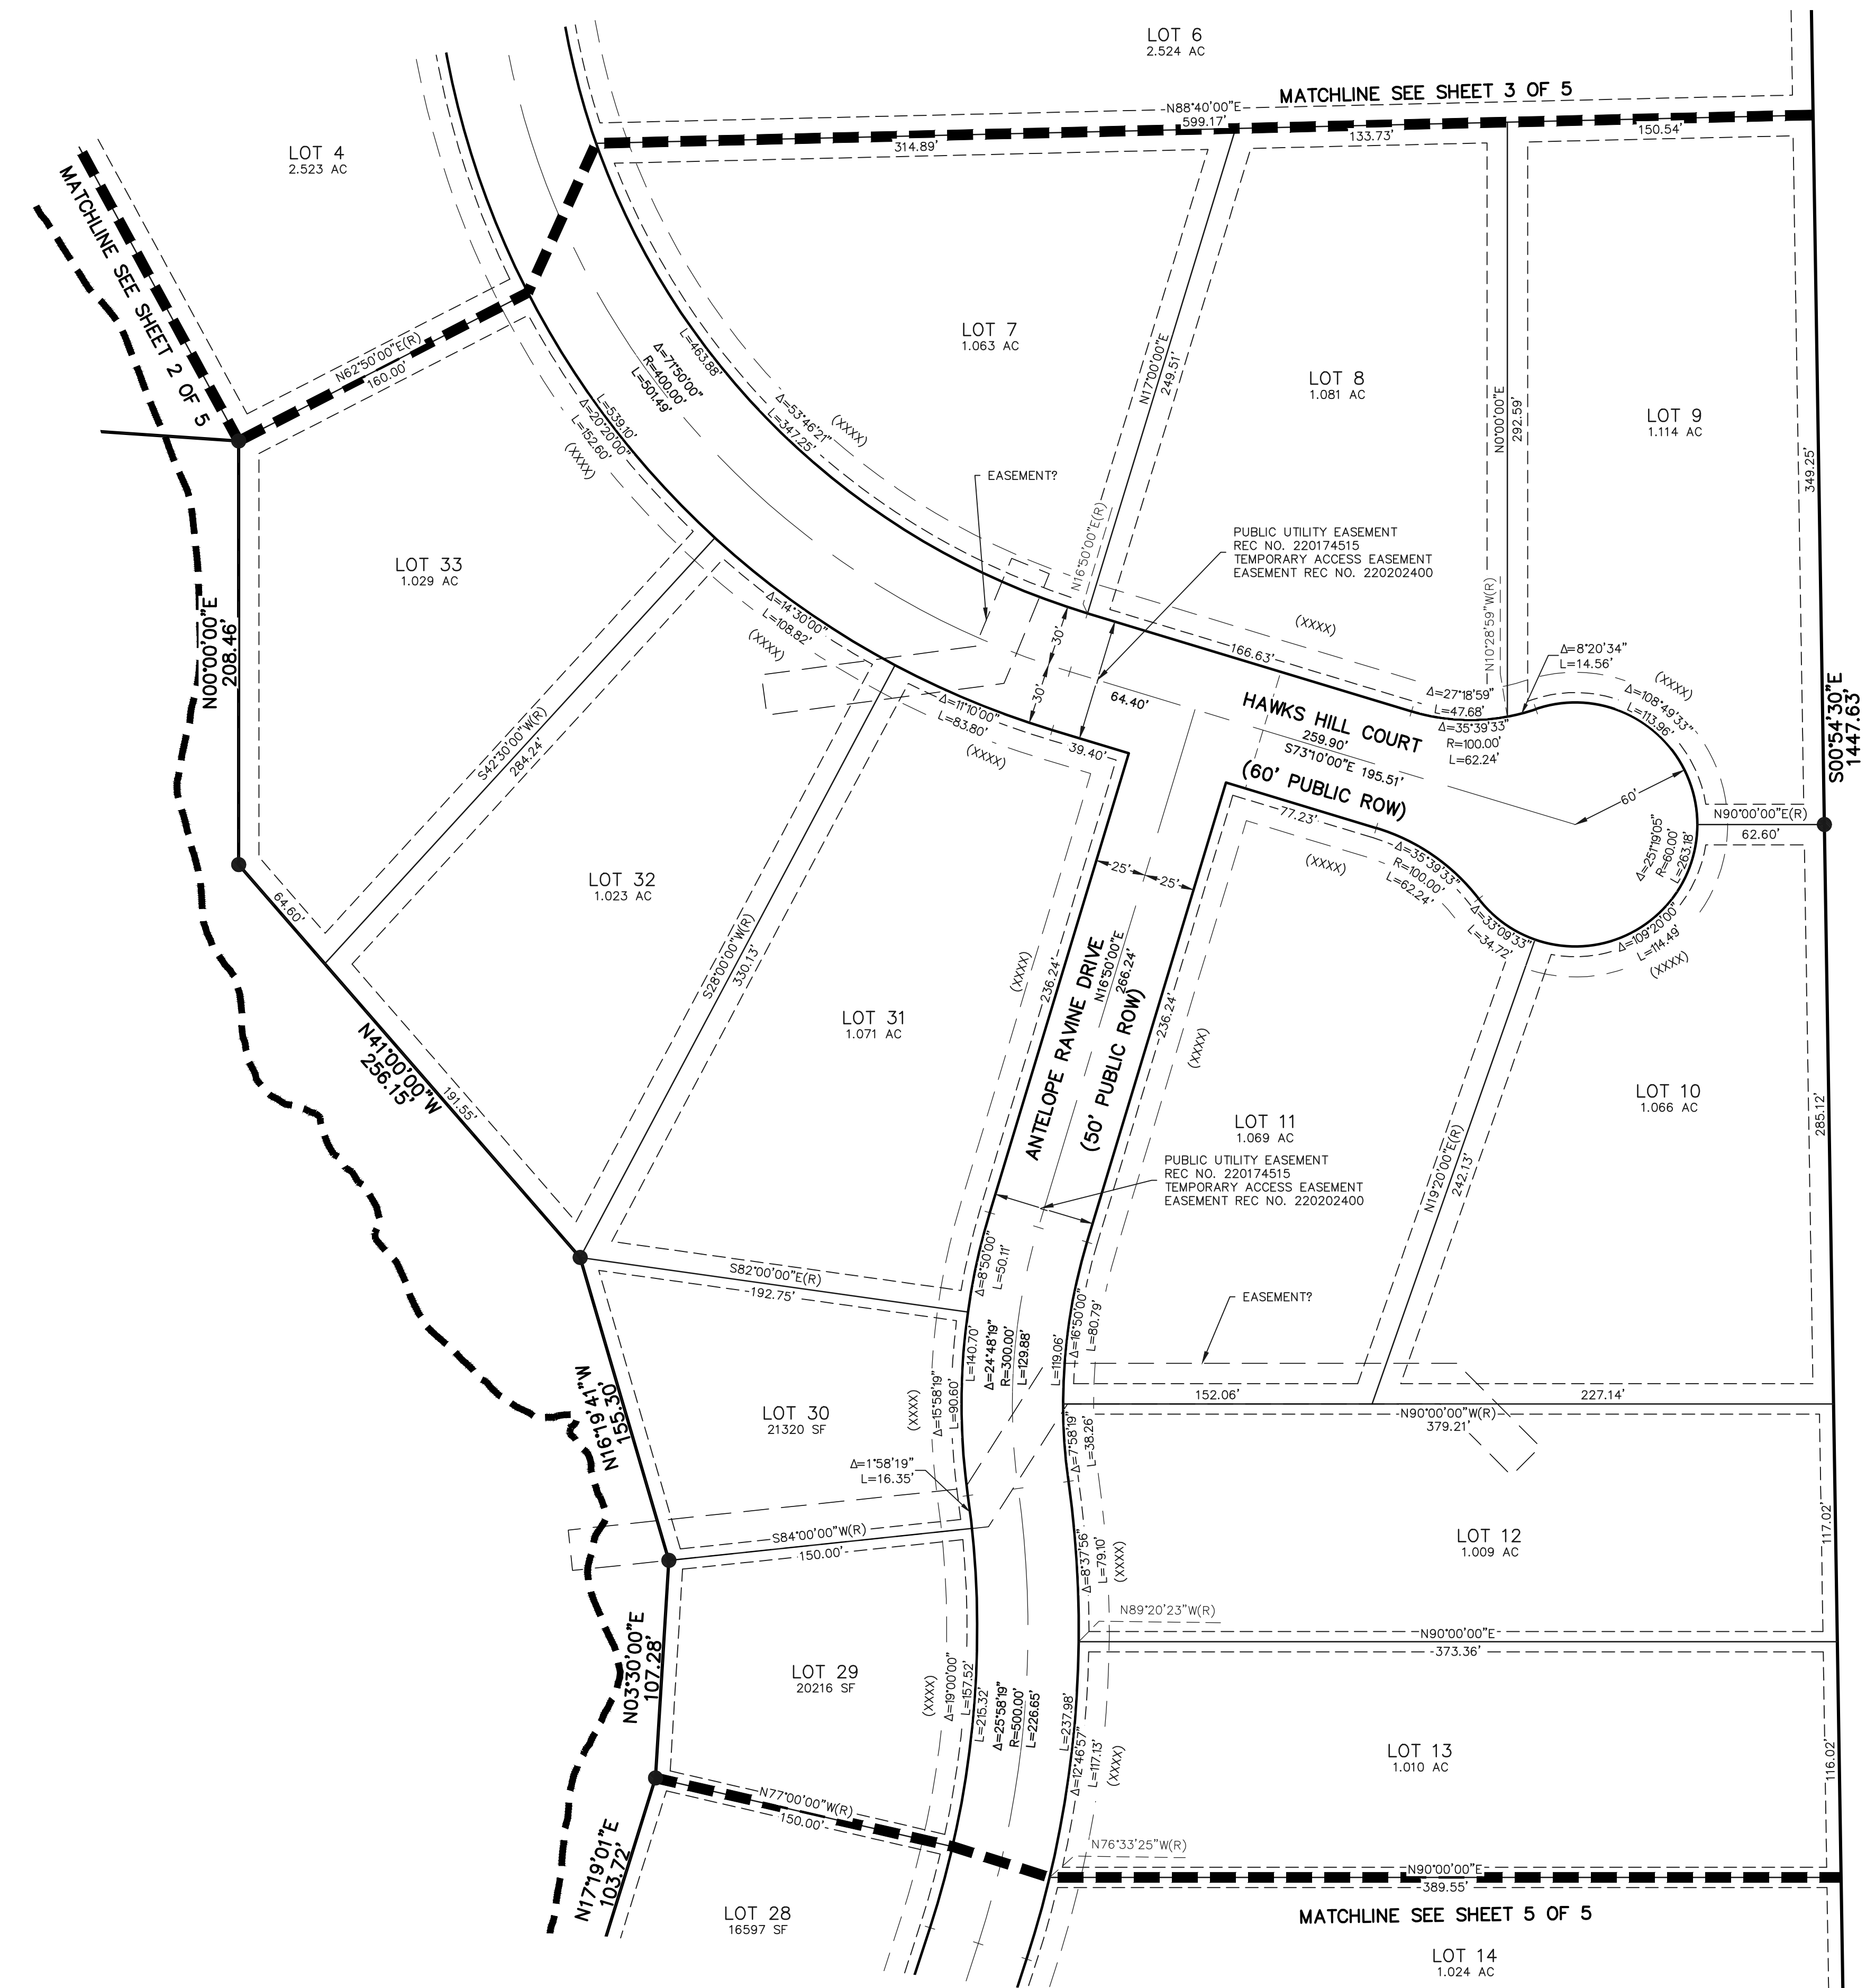 LOT 6
2.524 AC
MATCHLINE SEE SHEET 3 OF 5
N88°40'00"E
599.17'
314.89'
133.73'
150.54'
LOT 4
2.523 AC
MATCHLINE SEE SHEET 2 OF 5
N62°50'00"E(R)
160.00'
L=463.88'
Δ=71°50'00"
R=400.00'
L=501.49'
L=539.10'
Δ=20°20'00"
L=152.60'
(XXXX)
Δ=53°46'21"
L=347.25'
(XXXX)
LOT 7
1.063 AC
N17°00'00"E
249.51'
LOT 8
1.081 AC
N0°00'00"E
292.59'
LOT 9
1.114 AC
349.25'
EASEMENT?
N16°50'00"E(R)
PUBLIC UTILITY EASEMENT
REC NO. 220174515
TEMPORARY ACCESS EASEMENT
EASEMENT REC NO. 220202400
N10°28'59"W(R)
LOT 33
1.029 AC
N00°00'00"E
208.46'
Δ=14°30'00"
L=108.82'
(XXXX)
30'
30'
(XXXX)
166.63'
64.40'
Δ=8°20'34"
L=14.56'
Δ=27°18'59"
L=47.68'
Δ=35°39'33"
R=100.00'
L=62.24'
(XXXX)
Δ=108°49'33"
L=113.96'
S00°54'30"E
1447.63'
HAWKS HILL COURT
259.90'
S73°10'00"E 195.51'
(60' PUBLIC ROW)
60'
Δ=11°10'00"
L=83.80'
(XXXX)
39.40'
S42°30'00"W(R)
284.24'
77.23'
(XXXX)
Δ=35°39'33"
R=100.00'
L=62.24'
N90°00'00"E(R)
62.60'
Δ=251°19'05"
R=60.00'
L=263.18'
LOT 32
1.023 AC
64.60'
25'
25'
S28°00'00"W(R)
330.13'
Δ=33°09'33"
L=34.72'
Δ=109°20'00"
L=114.49'
(XXXX)
(XXXX)
236.24'
ANTELOPE RAVINE DRIVE
N16°50'00"E
266.24'
(50' PUBLIC ROW)
236.24'
(XXXX)
LOT 31
1.071 AC
N41°00'00"W
256.15'
191.55'
LOT 11
1.069 AC
LOT 10
1.066 AC
285.12'
N19°20'00"E(R)
242.13'
PUBLIC UTILITY EASEMENT
REC NO. 220174515
TEMPORARY ACCESS EASEMENT
EASEMENT REC NO. 220202400
S82°00'00"E(R)
192.75'
Δ=8°50'00"
L=50.11'
EASEMENT?
L=140.70'
Δ=24°48'19"
R=300.00'
L=129.88'
L=119.06'
Δ=16°50'00"
L=80.79'
N16°19'41"W
155.30'
LOT 30
21320 SF
(XXXX)
Δ=15°58'19"
L=90.60'
152.06'
227.14'
N90°00'00"W(R)
379.21'
Δ=7°58'19"
L=38.26'
Δ=1°58'19"
L=16.35'
S84°00'00"W(R)
150.00'
LOT 12
1.009 AC
117.02'
Δ=8°37'56"
L=79.10'
(XXXX)
N89°20'23"W(R)
N90°00'00"E
373.36'
N03°30'00"E
107.28'
LOT 29
20216 SF
(XXXX)
Δ=19°00'00"
L=157.52'
L=215.32'
Δ=25°58'19"
R=500.00'
L=226.65'
L=237.98'
Δ=12°46'57"
L=117.13'
(XXXX)
LOT 13
1.010 AC
116.02'
N77°00'00"W(R)
150.00'
N76°33'25"W(R)
N90°00'00"E
389.55'
N17°19'01"E
103.72'
LOT 28
16597 SF
MATCHLINE SEE SHEET 5 OF 5
LOT 14
1.024 AC